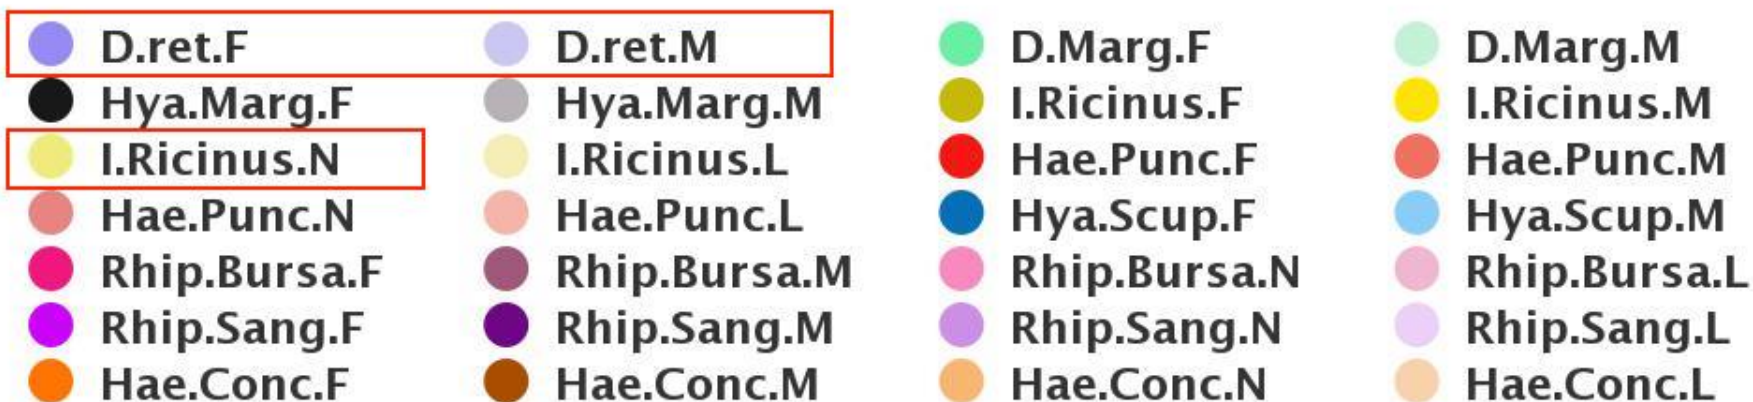 D.ret.F D.ret.M D.Marg.F D.Marg.M
Hya.Marg.F Hya.Marg.M I.Ricinus.F I.Ricinus.M
I.Ricinus.N I.Ricinus.L Hae.Punc.F Hae.Punc.M
Hae.Punc.N Hae.Punc.L Hya.Scup.F Hya.Scup.M
Rhip.Bursa.F Rhip.Bursa.M Rhip.Bursa.N Rhip.Bursa.L
Rhip.Sang.F Rhip.Sang.M Rhip.Sang.N Rhip.Sang.L
Hae.Conc.F Hae.Conc.M Hae.Conc.N Hae.Conc.L